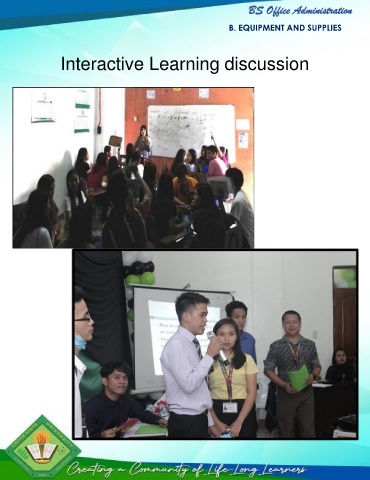 BS Office Administration
B. EQUIPMENT AND SUPPLIES
Interactive Learning discussion
Creating a Community of Life-Long Learners